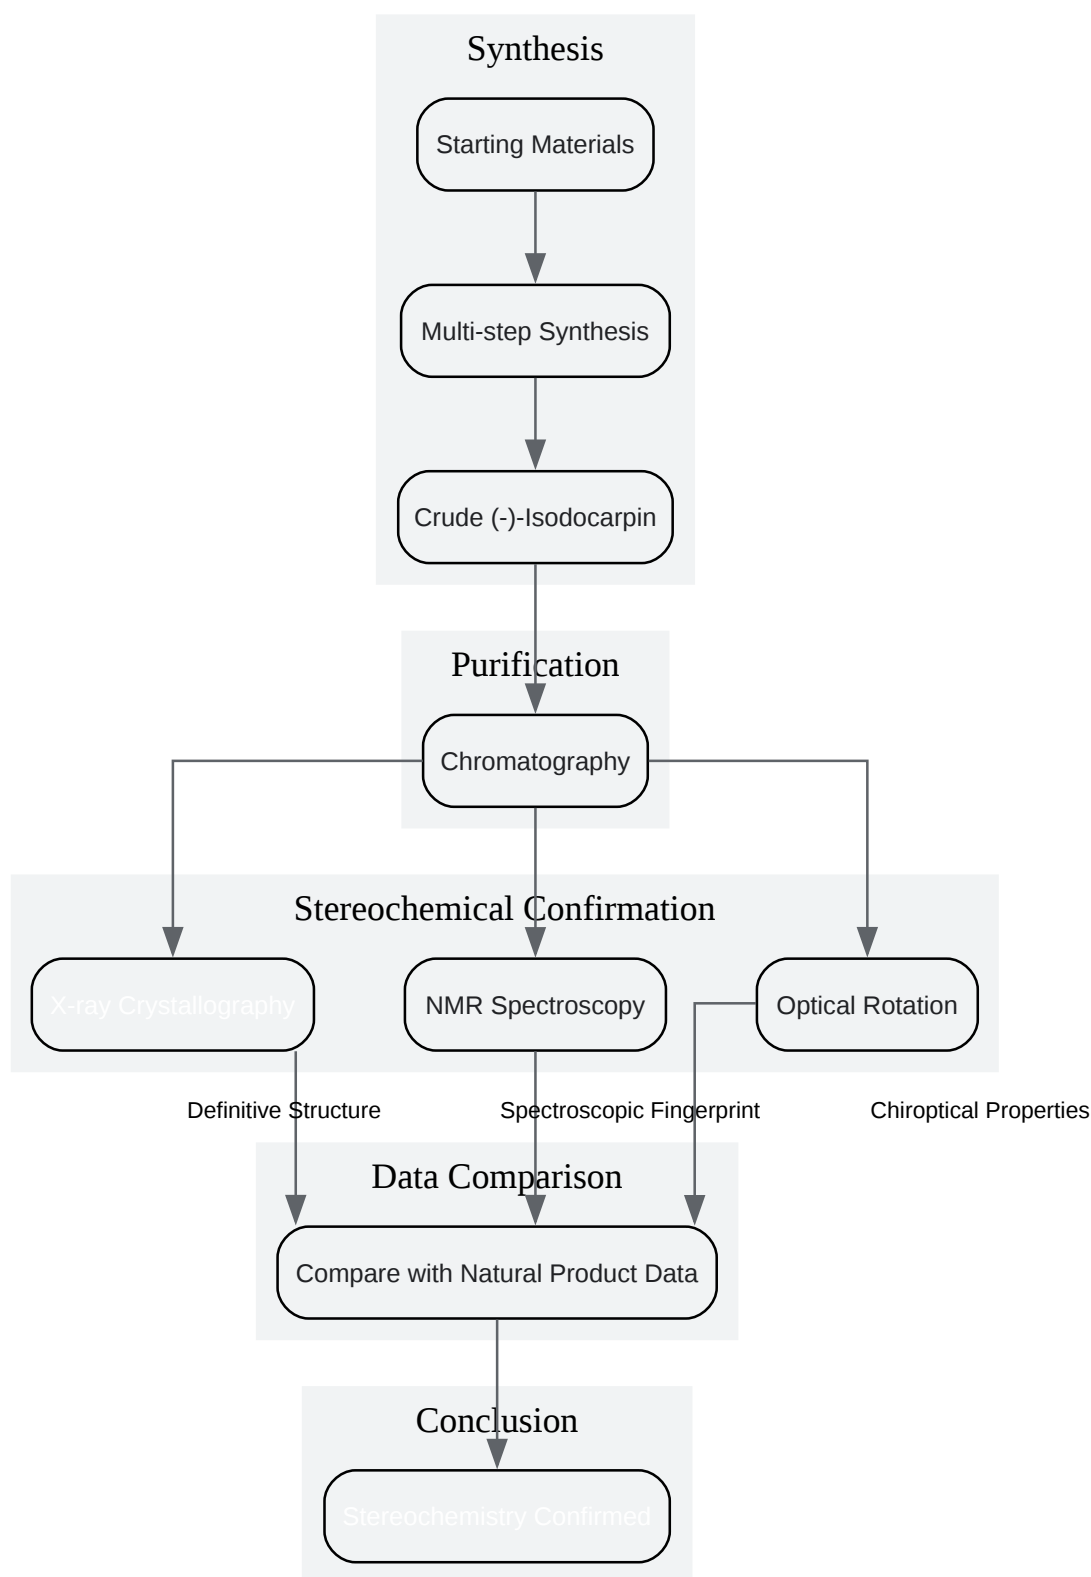 Synthesis
Starting Materials
Multi-step Synthesis
Crude (-)-Isodocarpin
Purification
Chromatography
Stereochemical Confirmation
X-ray Crystallography
NMR Spectroscopy
Optical Rotation
Definitive Structure
Spectroscopic Fingerprint
Chiroptical Properties
Data Comparison
Compare with Natural Product Data
Conclusion
Stereochemistry Confirmed